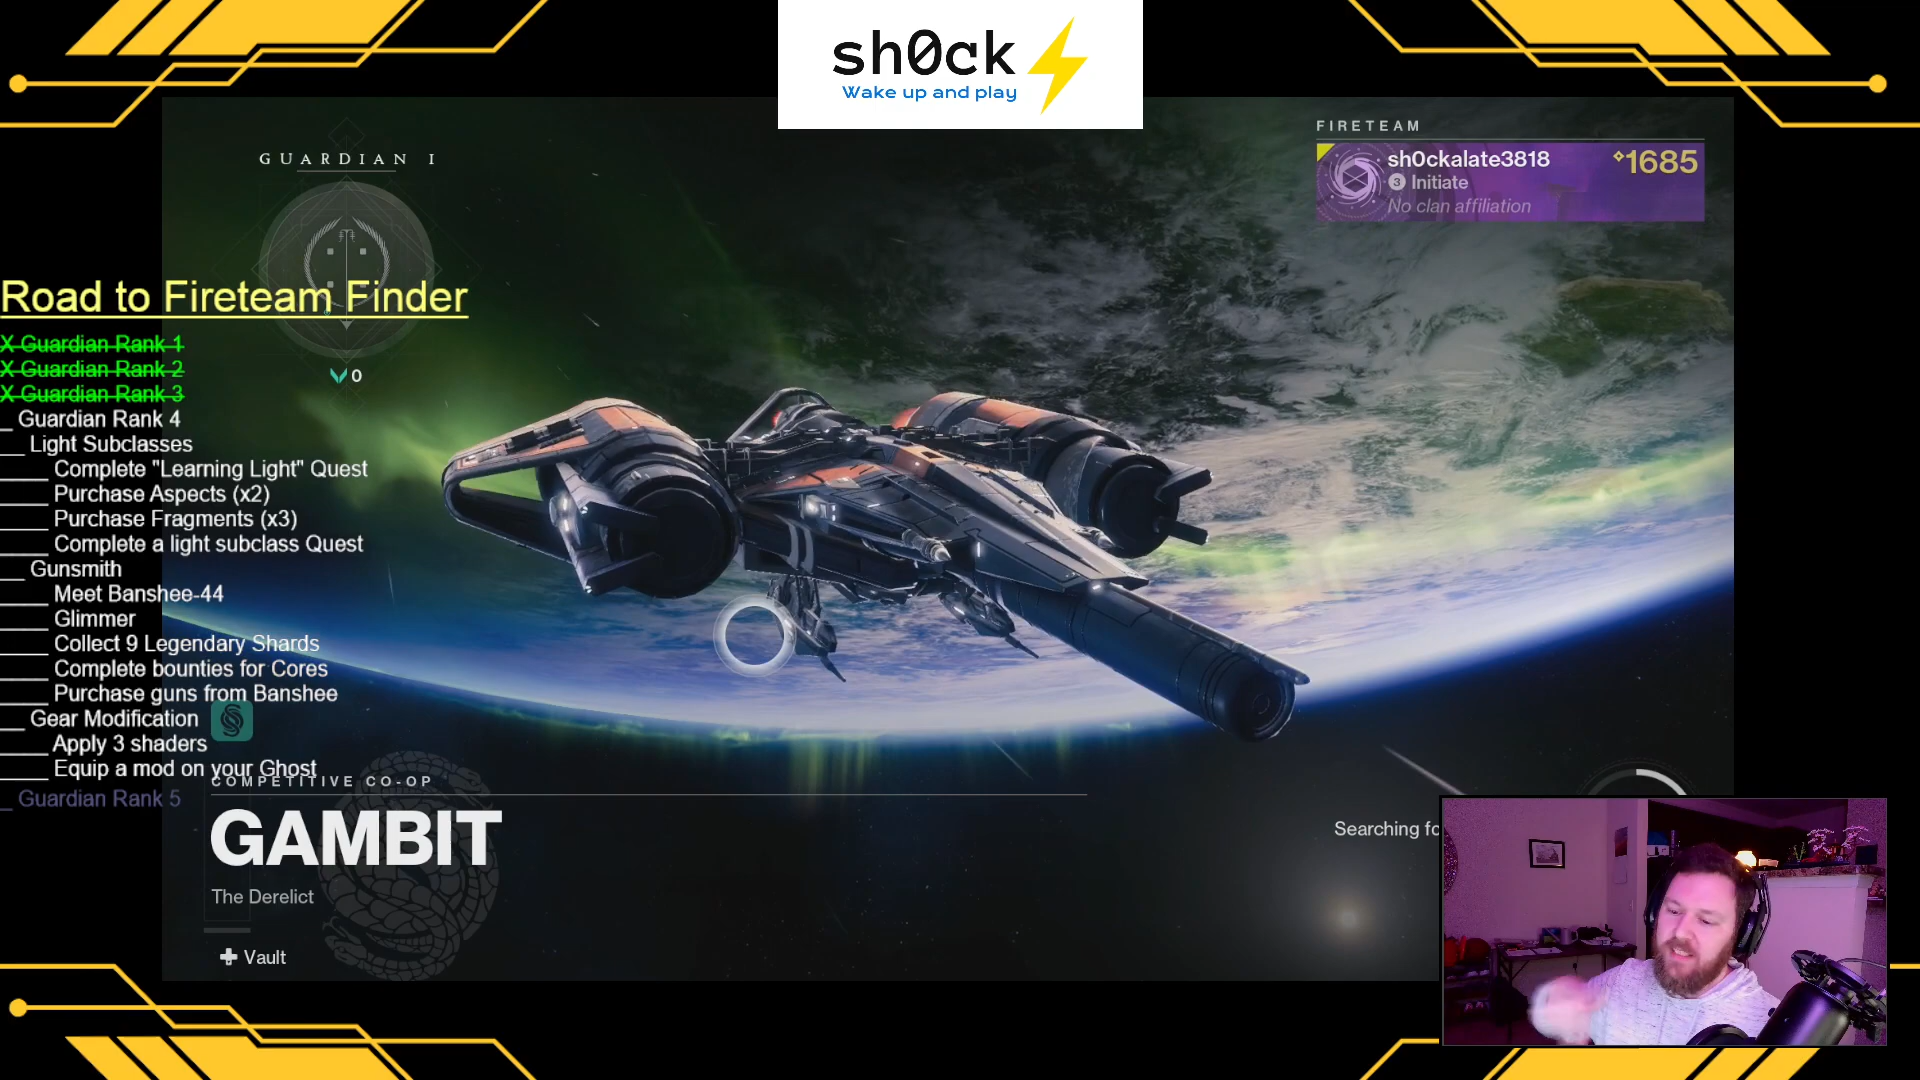 sh0ck
Wake up and play
GUARDIAN I
0
FIRETEAM
sh0ckalate3818
1685
3 Initiate
No clan affiliation
Road to Fireteam Finder
X Guardian Rank 1
X Guardian Rank 2
X Guardian Rank 3
_ Guardian Rank 4
__ Light Subclasses
____ Complete "Learning Light" Quest
____ Purchase Aspects (x2)
____ Purchase Fragments (x3)
____ Complete a light subclass Quest
__ Gunsmith
____ Meet Banshee-44
____ Glimmer
____ Collect 9 Legendary Shards
____ Complete bounties for Cores
____ Purchase guns from Banshee
__ Gear Modification
____ Apply 3 shaders
____ Equip a mod on your Ghost
_ Guardian Rank 5
COMPETITIVE CO-OP
GAMBIT
The Derelict
Vault
Searching fo